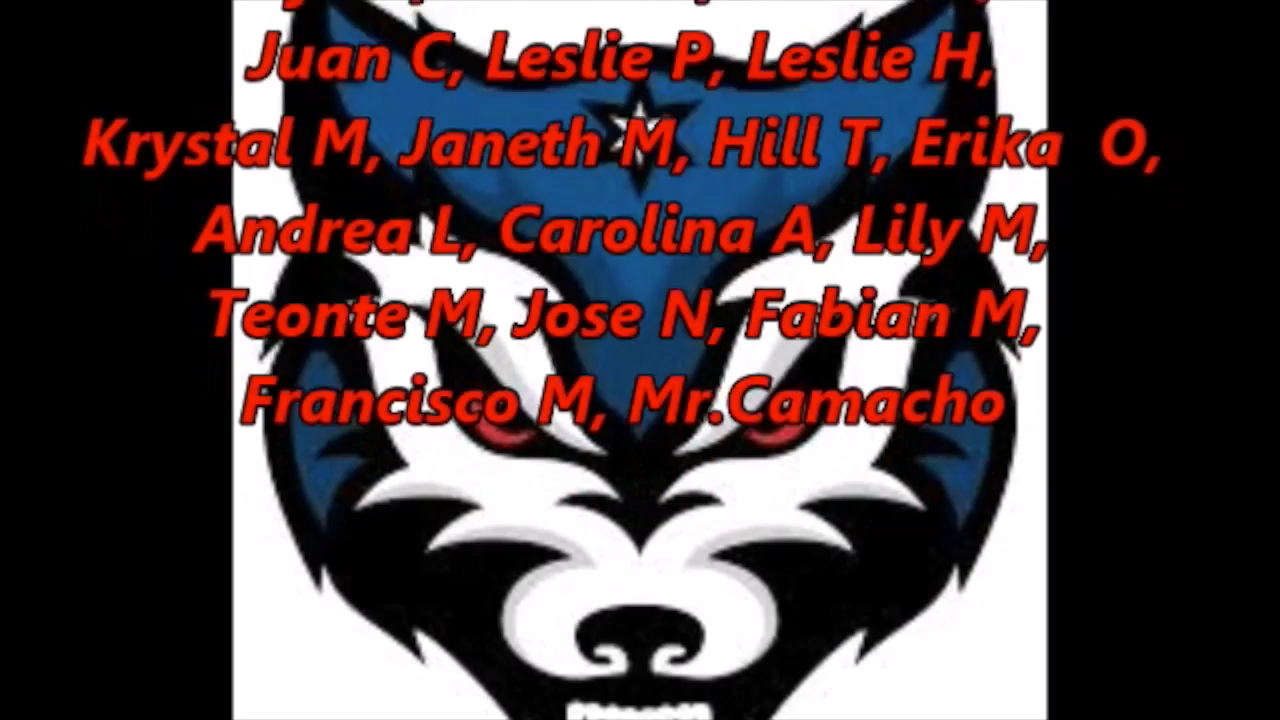 Juan C, Leslie P, Leslie H,
Krystal M, Janeth M, Hill T, Erika O,
Andrea L, Carolina A, Lily M,
Teonte M, Jose N, Fabian M,
Francisco M, Mr.Camacho